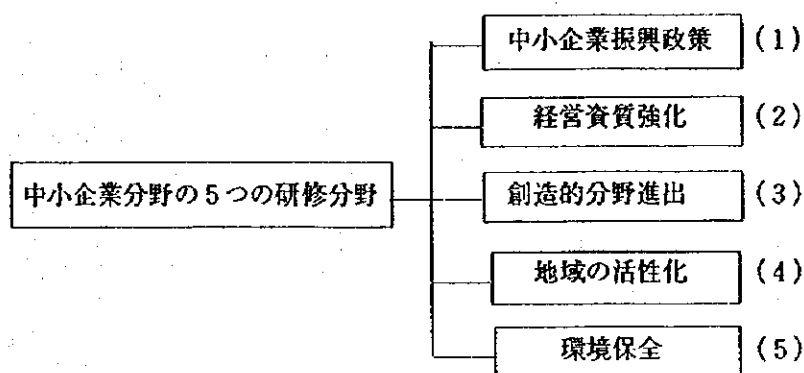 中小企業振興政策 (1)
経営資質強化 (2)
中小企業分野の5つの研修分野
創造的分野進出 (3)
地域の活性化 (4)
環境保全 (5)